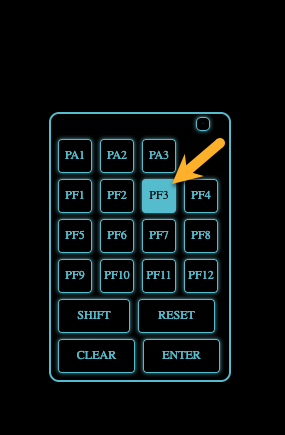 PA1 PA2 PA3
PF1 PF2 PF3 PF4
PF5 PF6 PF7 PF8
PF9 PF10 PF11 PF12
SHIFT RESET
CLEAR ENTER